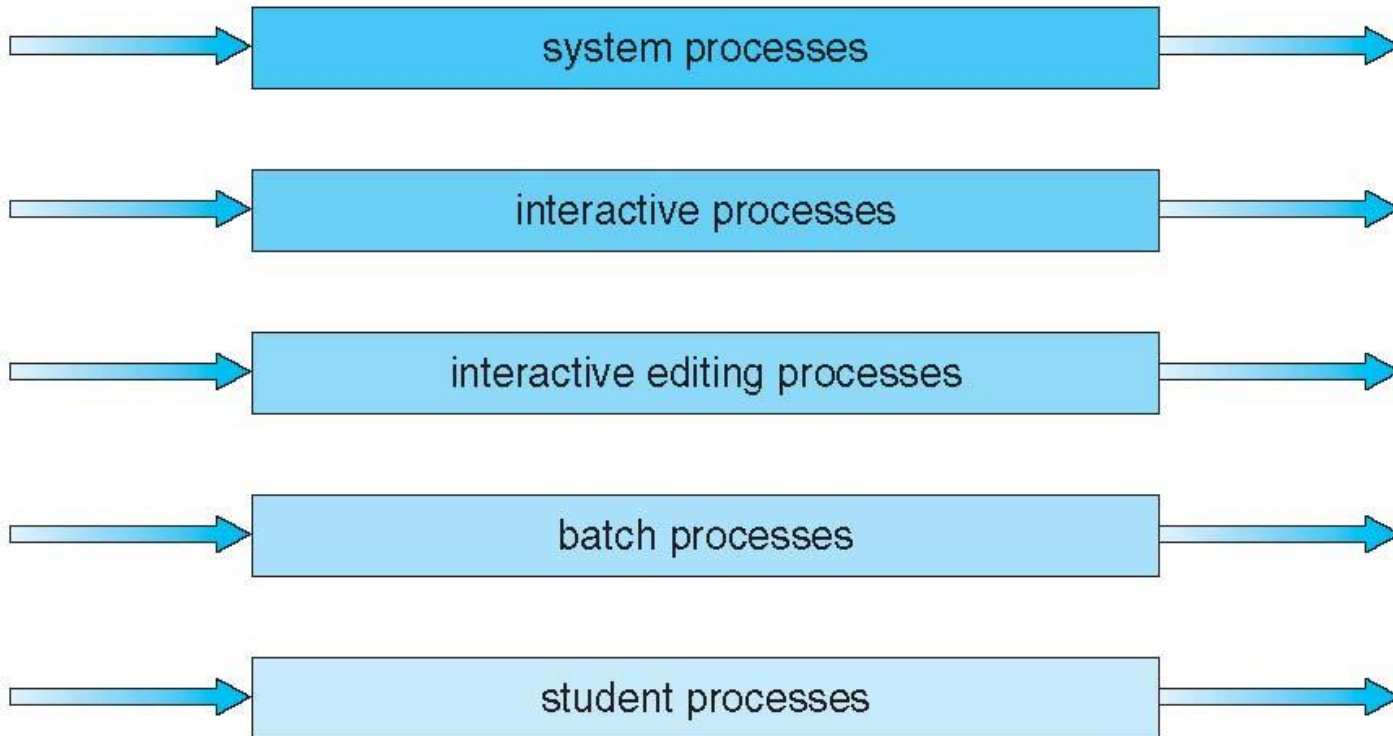 system processes
interactive processes
interactive editing processes
batch processes
student processes